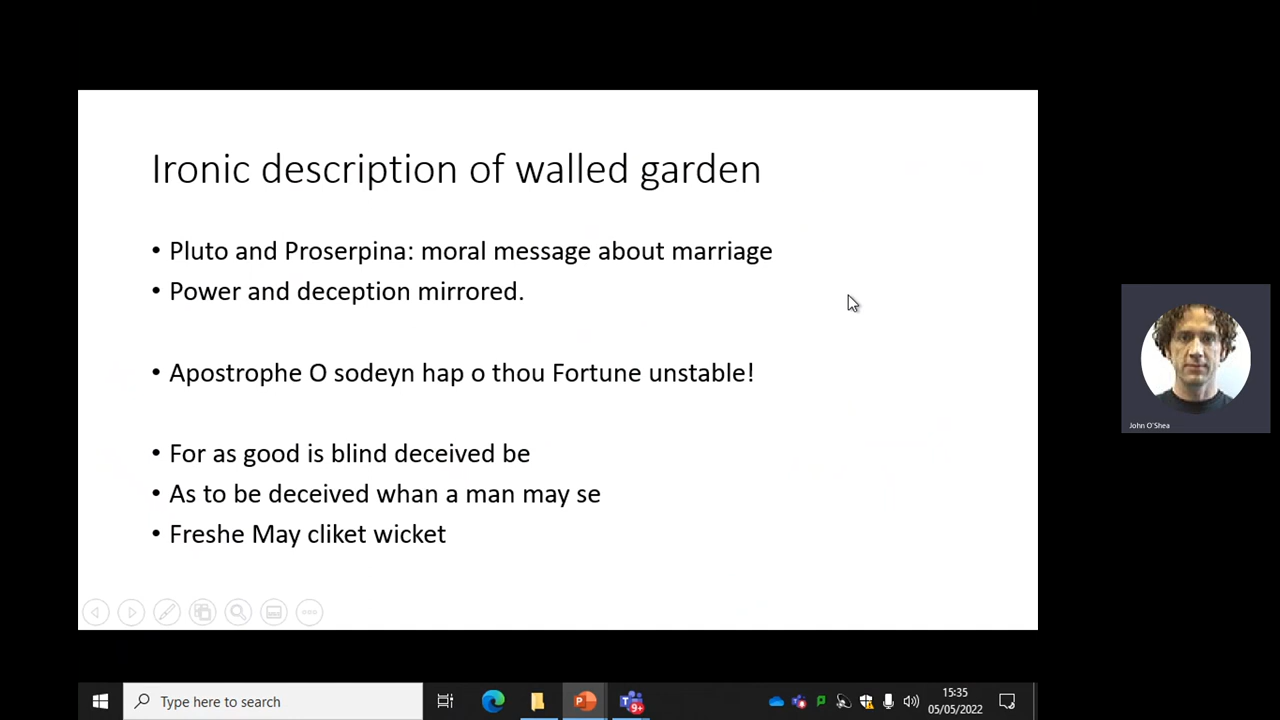 Ironic description of walled garden
• Pluto and Proserpina: moral message about marriage
• Power and deception mirrored.
• Apostrophe O sodeyn hap o thou Fortune unstable!
• For as good is blind deceived be
• As to be deceived whan a man may se
• Freshe May cliket wicket
John O'Shea
Type here to search
9+
15:35
05/05/2022